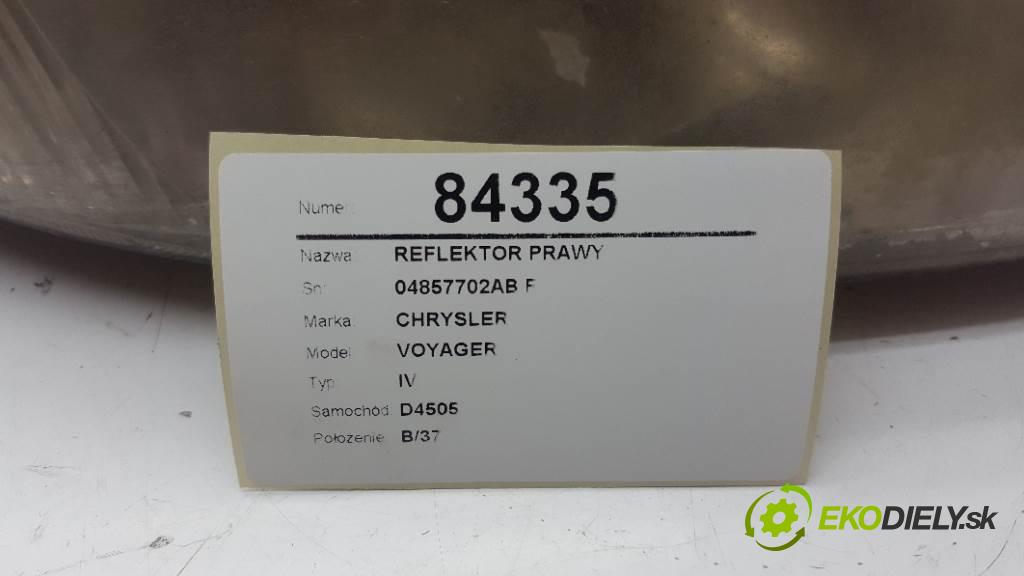 Numer: 84335
Nazwa: REFLEKTOR PRAWY
Sn: 04857702AB
Marka: CHRYSLER
Model: VOYAGER
Typ: IV
Samochód: D4505
Położenie: B/37
EKODIELY.sk